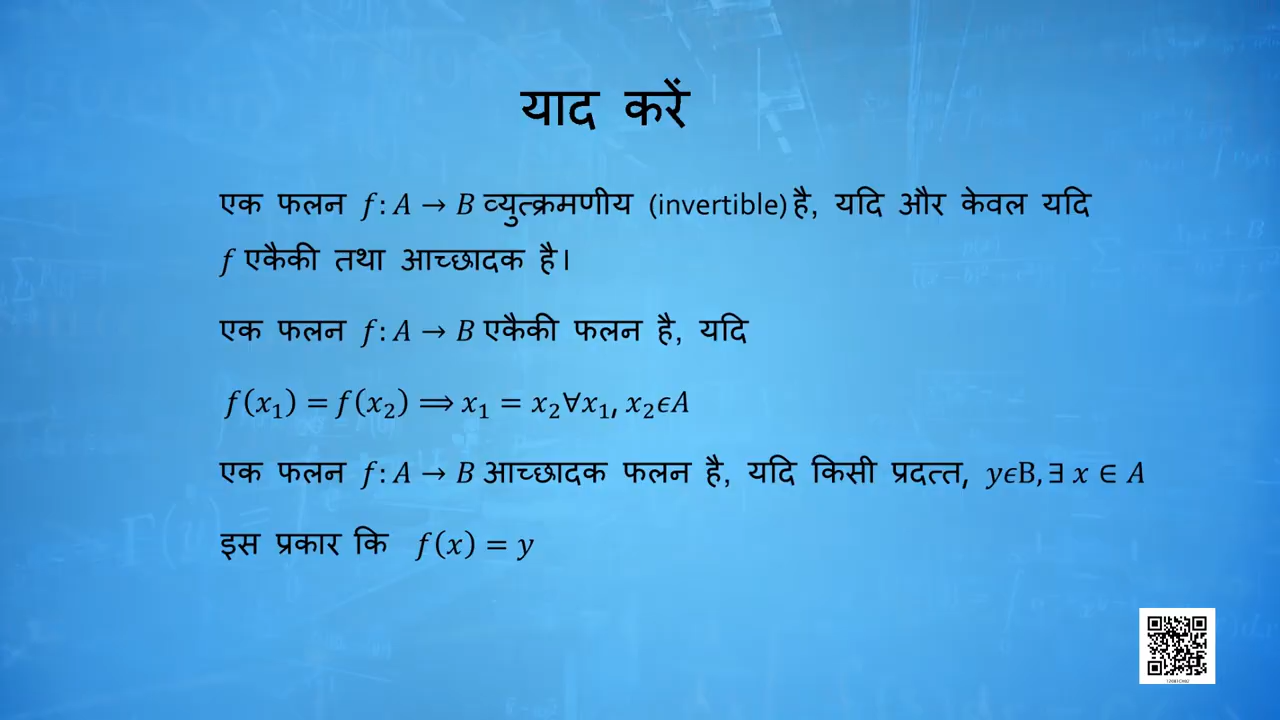 याद करें
एक फलन f: A → B व्युत्क्रमणीय (invertible) है, यदि और केवल यदि
f एकैकी तथा आच्छादक है।
एक फलन f: A → B एकैकी फलन है, यदि
f(x₁) = f(x₂) ⟹ x₁ = x₂∀x₁, x₂ϵA
एक फलन f: A → B आच्छादक फलन है, यदि किसी प्रदत्त, yϵB, ∃ x ∈ A
इस प्रकार कि f(x) = y